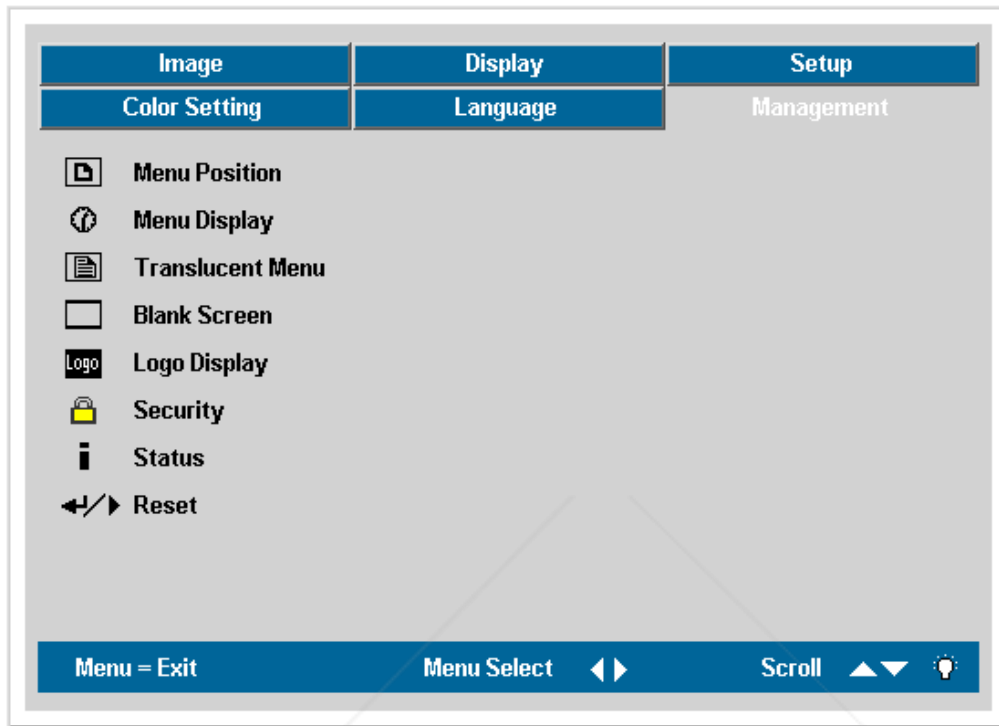 Image Display Setup
Color Setting Language Management
Menu Position
Menu Display
Translucent Menu
Blank Screen
Logo Logo Display
Security
Status
Reset
Menu = Exit Menu Select Scroll